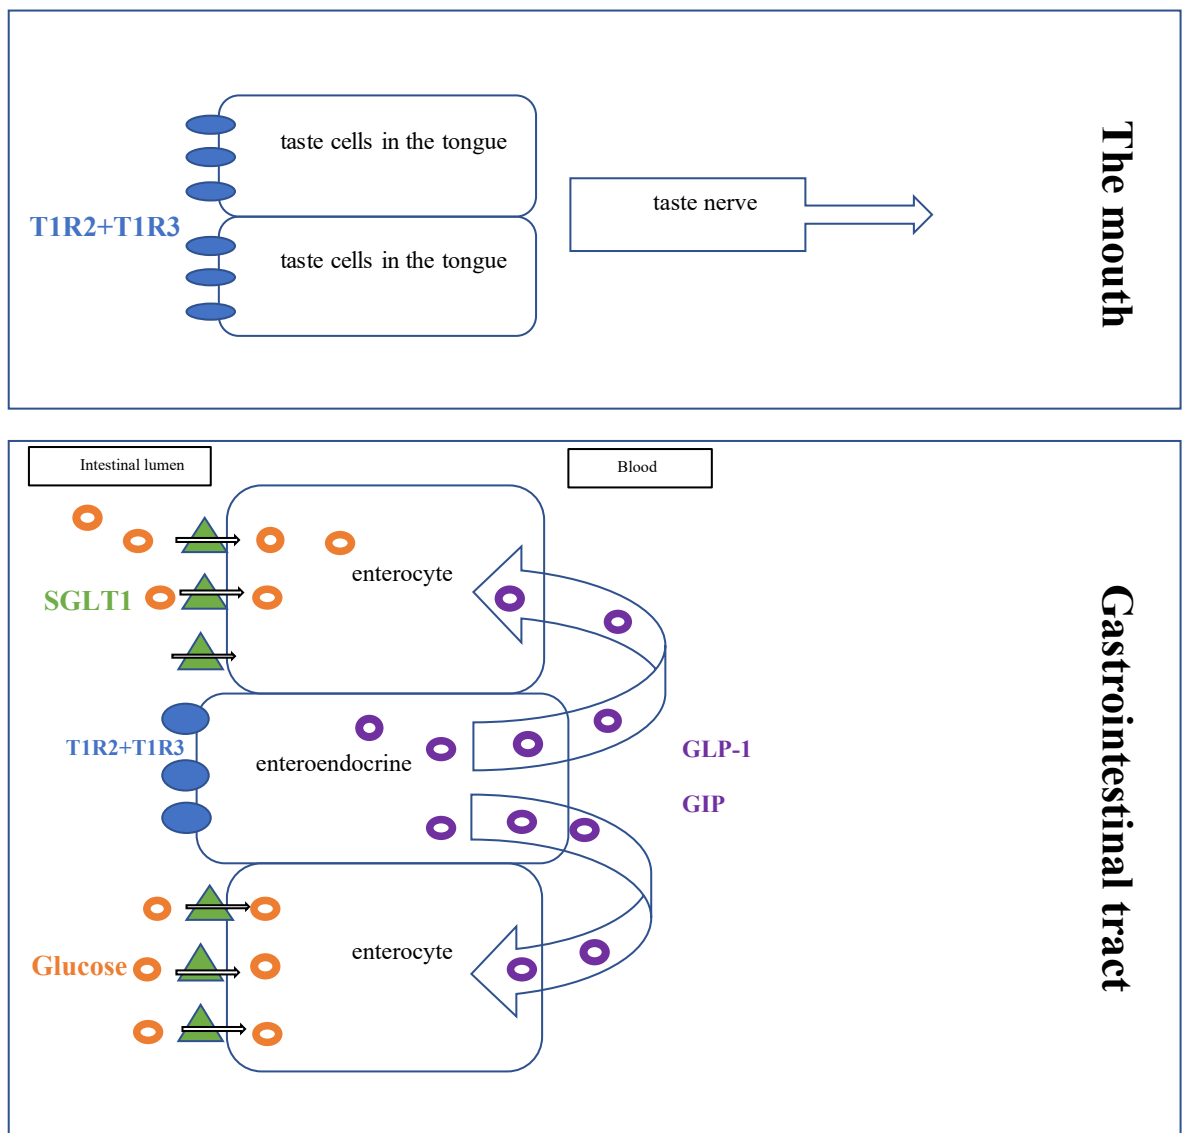 taste cells in the tongue
taste nerve
T1R2+T1R3
taste cells in the tongue
The mouth
Intestinal lumen
Blood
enterocyte
SGLT1
T1R2+T1R3
enteroendocrine
GLP-1
GIP
enterocyte
Glucose
Gastrointestinal tract